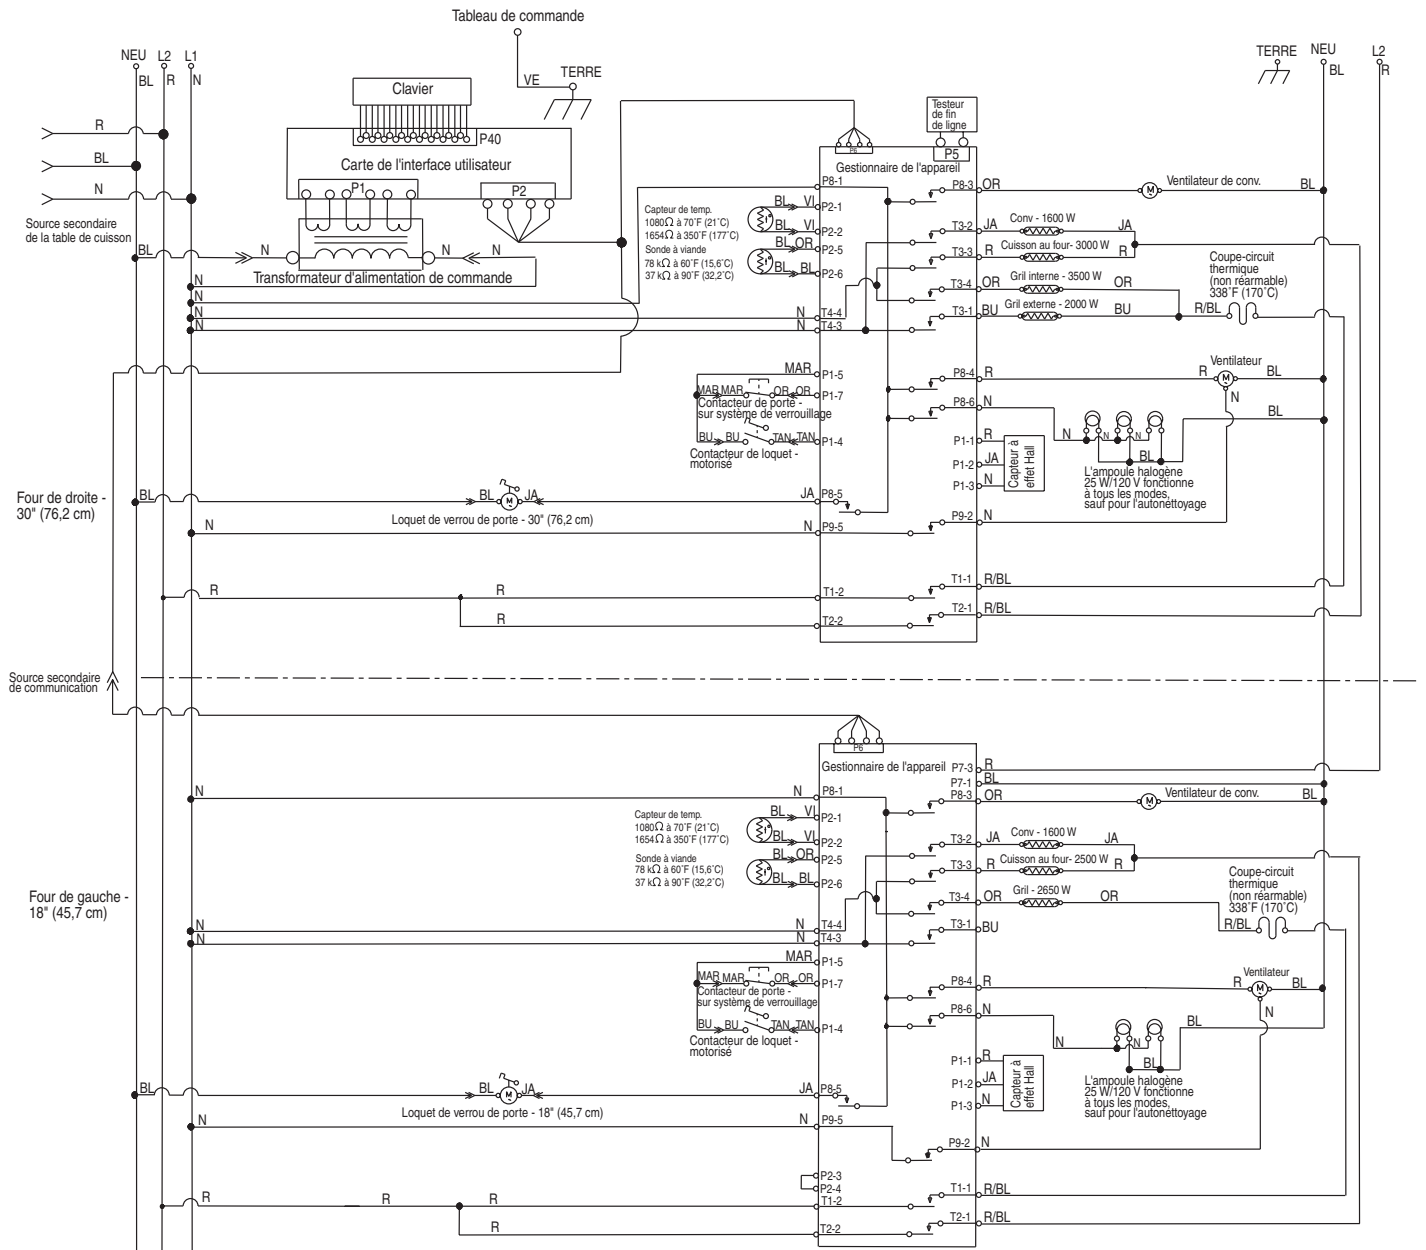 Tableau de commande
NEU L2 L1
BL R N
VE
TERRE
Clavier
P40
Carte de l'interface utilisateur
P1
P2
R
BL
N
Source secondaire
de la table de cuisson
BL
N
N
N
Transformateur d'alimentation de commande
N
N
N
N
TERRE NEU L2
BL R
Testeur
de fin
de ligne
P5
P6
Gestionnaire de l'appareil
P8-1
P8-3 OR
Ventilateur de conv.
BL
Capteur de temp.
1080Ω à 70˚F (21˚C)
1654Ω à 350˚F (177˚C)
Sonde à viande
78 kΩ à 60˚F (15,6˚C)
37 kΩ à 90˚F (32,2˚C)
BL VI P2-1
BL VI P2-2
BL OR P2-5
BL BL P2-6
T3-2 JA Conv - 1600 W JA
T3-3 R Cuisson au four- 3000 W R
T3-4 OR Gril interne - 3500 W OR
T3-1 BU Gril externe - 2000 W BU
R/BL
Coupe-circuit
thermique
(non réarmable)
338˚F (170˚C)
N T4-4
N T4-3
MAR P1-5
MAR MAR OR OR P1-7
Contacteur de porte -
sur système de verrouillage
BU BU TAN TAN P1-4
Contacteur de loquet -
motorisé
P8-4 R
Ventilateur
R M BL
N
P8-6 N
BL
N N N
BL
L'ampoule halogène
25 W/120 V fonctionne
à tous les modes,
sauf pour l'autonettoyage
P1-1 R
P1-2 JA
P1-3 N
Capteur à
effet Hall
Four de droite -
30" (76,2 cm)
BL BL M JA JA P8-5
Loquet de verrou de porte - 30" (76,2 cm)
N N P9-5
P9-2 N
R R T1-2
R T2-2
T1-1 R/BL
T2-1 R/BL
Source secondaire
de communication
P6
Gestionnaire de l'appareil
P7-3 R
P7-1 BL
N N P8-1
P8-3 OR M
Ventilateur de conv.
BL
Capteur de temp.
1080Ω à 70˚F (21˚C)
1654Ω à 350˚F (177˚C)
Sonde à viande
78 kΩ à 60˚F (15,6˚C)
37 kΩ à 90˚F (32,2˚C)
BL VI P2-1
BL VI P2-2
BL OR P2-5
BL BL P2-6
T3-2 JA Conv - 1600 W JA
T3-3 R Cuisson au four- 2500 W R
T3-4 OR Gril - 2650 W OR
T3-1 BU
R/BL
Coupe-circuit
thermique
(non réarmable)
338˚F (170˚C)
Four de gauche -
18" (45,7 cm)
N N T4-4
N N T4-3
MAR P1-5
MAR MAR OR OR P1-7
Contacteur de porte -
sur système de verrouillage
BU BU TAN TAN P1-4
Contacteur de loquet -
motorisé
P8-4 R
Ventilateur
R M BL
N
P8-6 N
BL
N N
BL
L'ampoule halogène
25 W/120 V fonctionne
à tous les modes,
sauf pour l'autonettoyage
P1-1 R
P1-2 JA
P1-3 N
Capteur à
effet Hall
BL BL M JA JA P8-5
Loquet de verrou de porte - 18" (45,7 cm)
N N P9-5
P9-2 N
P2-3
P2-4
R R R T1-2
R T2-2
T1-1 R/BL
T2-1 R/BL